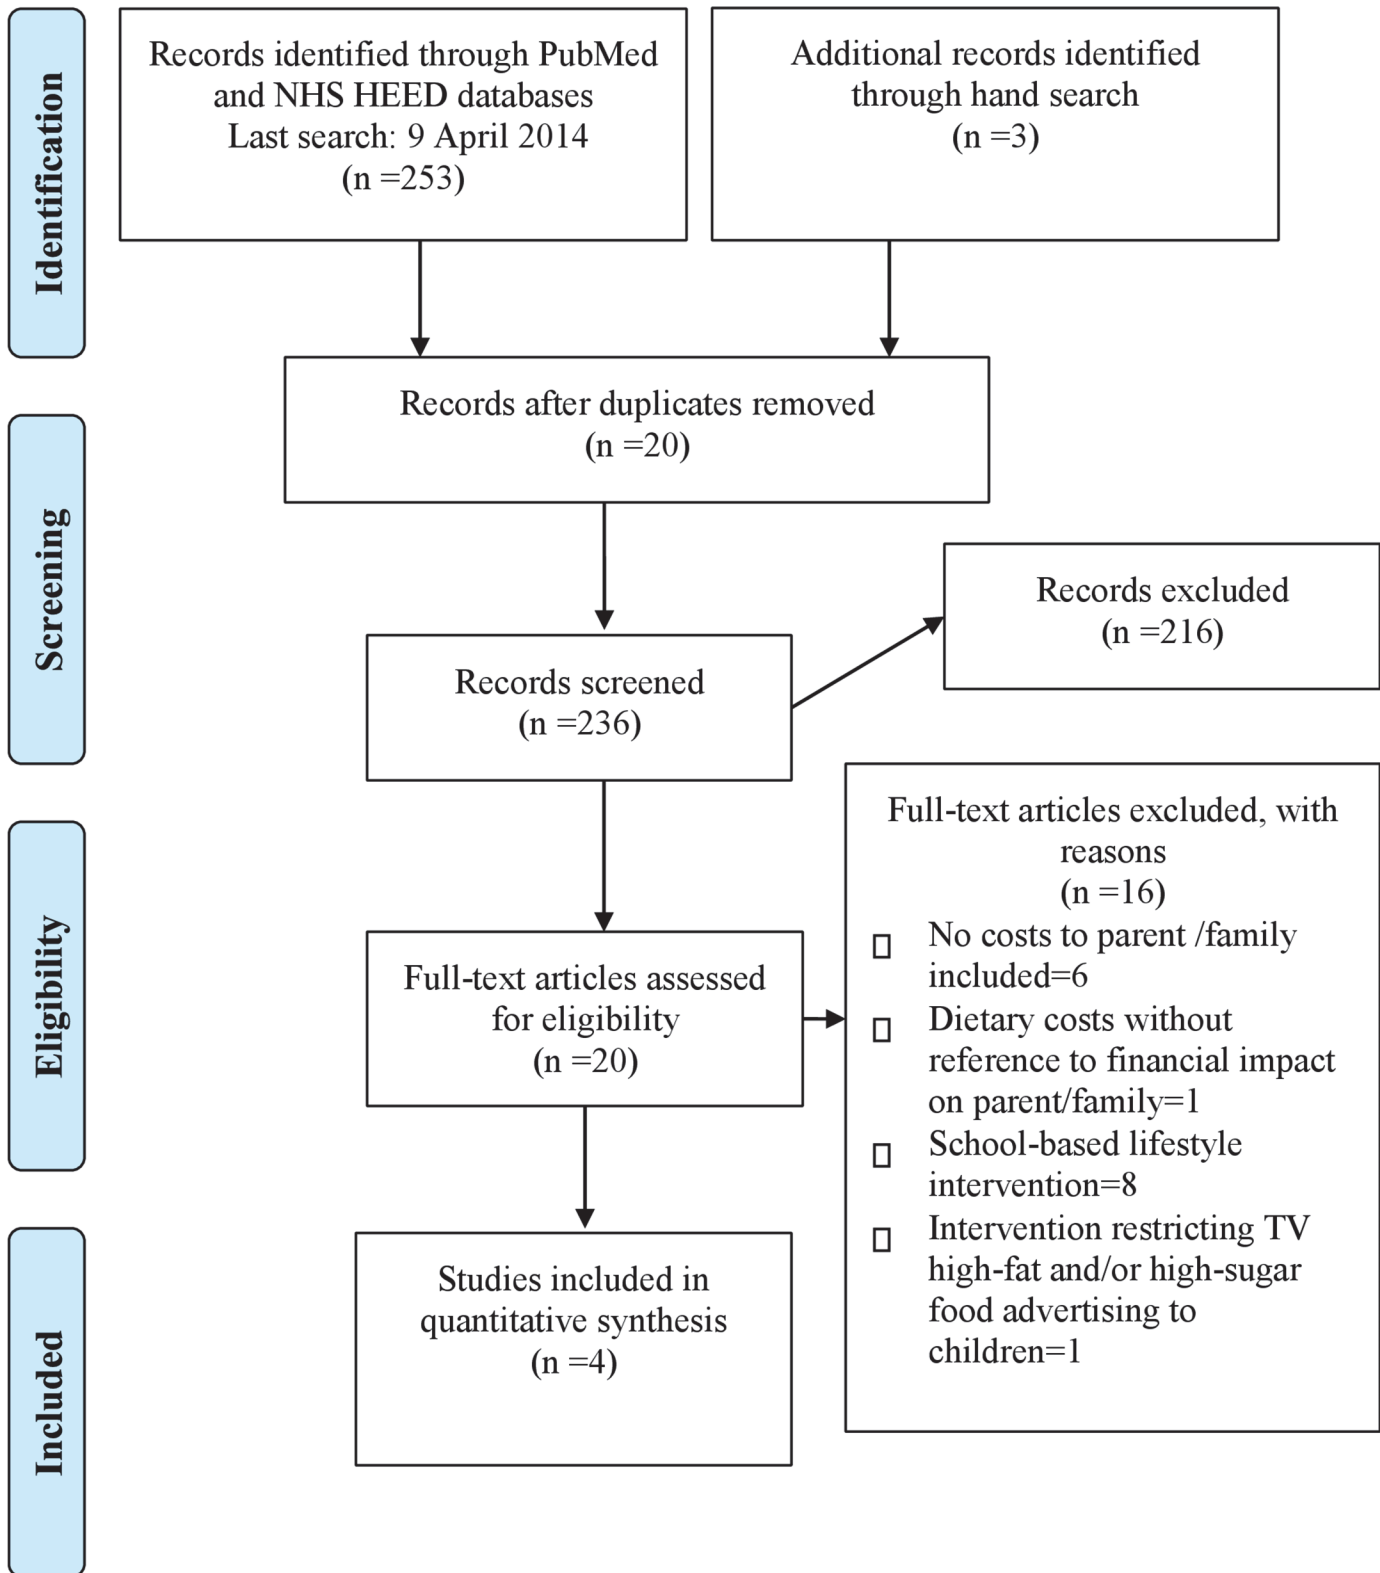 Identification
Records identified through PubMed
and NHS HEED databases
Last search: 9 April 2014
(n =253)
Additional records identified
through hand search
(n =3)
Records after duplicates removed
(n =20)
Screening
Records screened
(n =236)
Records excluded
(n =216)
Eligibility
Full-text articles assessed
for eligibility
(n =20)
Full-text articles excluded, with
reasons
(n =16)
No costs to parent /family
included=6
Dietary costs without
reference to financial impact
on parent/family=1
School-based lifestyle
intervention=8
Intervention restricting TV
high-fat and/or high-sugar
food advertising to
children=1
Included
Studies included in
quantitative synthesis
(n =4)